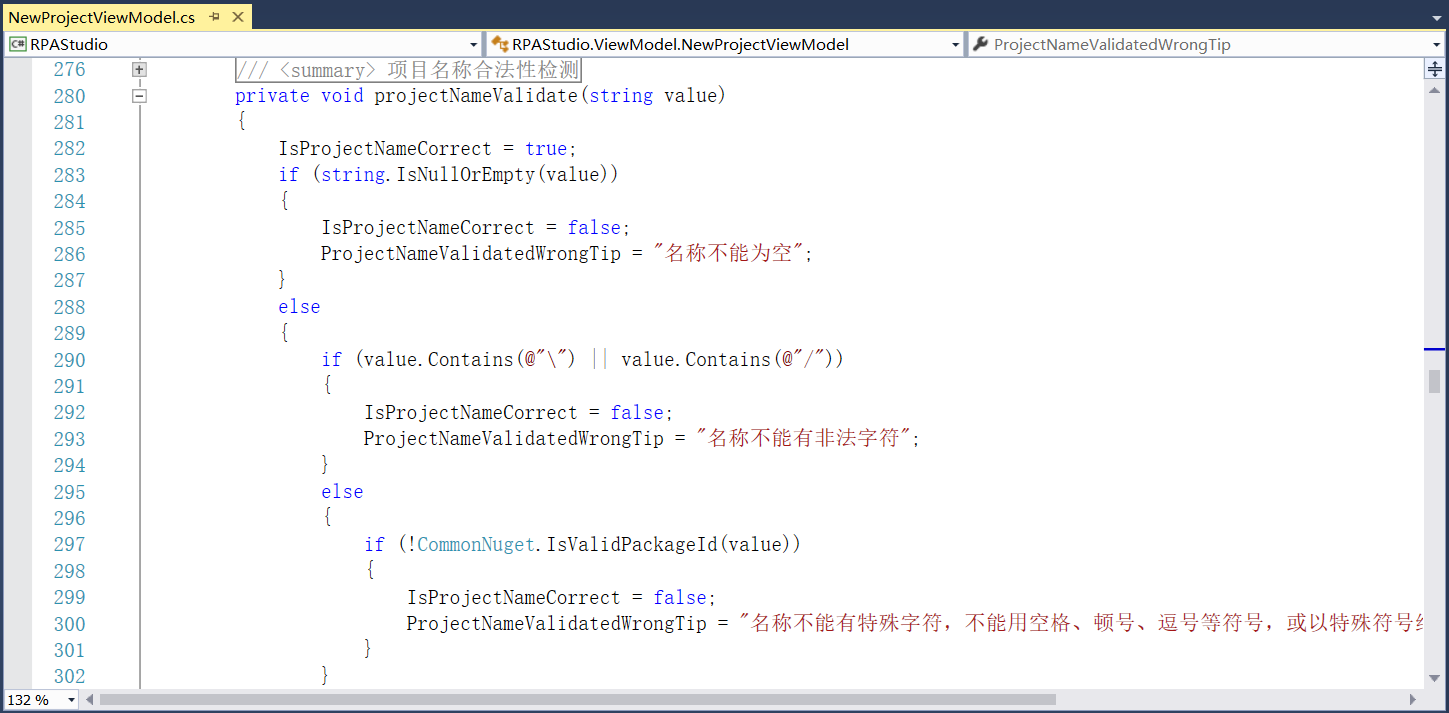 NewProjectViewModel.cs
RPAStudio RPAStudio.ViewModel.NewProjectViewModel ProjectNameValidatedWrongTip
276 /// <summary> 项目名称合法性检测
280 private void projectNameValidate(string value)
281 {
282 IsProjectNameCorrect = true;
283 if (string.IsNullOrEmpty(value))
284 {
285 IsProjectNameCorrect = false;
286 ProjectNameValidatedWrongTip = "名称不能为空";
287 }
288 else
289 {
290 if (value.Contains(@"\") || value.Contains(@"/"))
291 {
292 IsProjectNameCorrect = false;
293 ProjectNameValidatedWrongTip = "名称不能有非法字符";
294 }
295 else
296 {
297 if (!CommonNuget.IsValidPackageId(value))
298 {
299 IsProjectNameCorrect = false;
300 ProjectNameValidatedWrongTip = "名称不能有特殊字符，不能用空格、顿号、逗号等符号，或以特殊符号
301 }
302 }
132 %